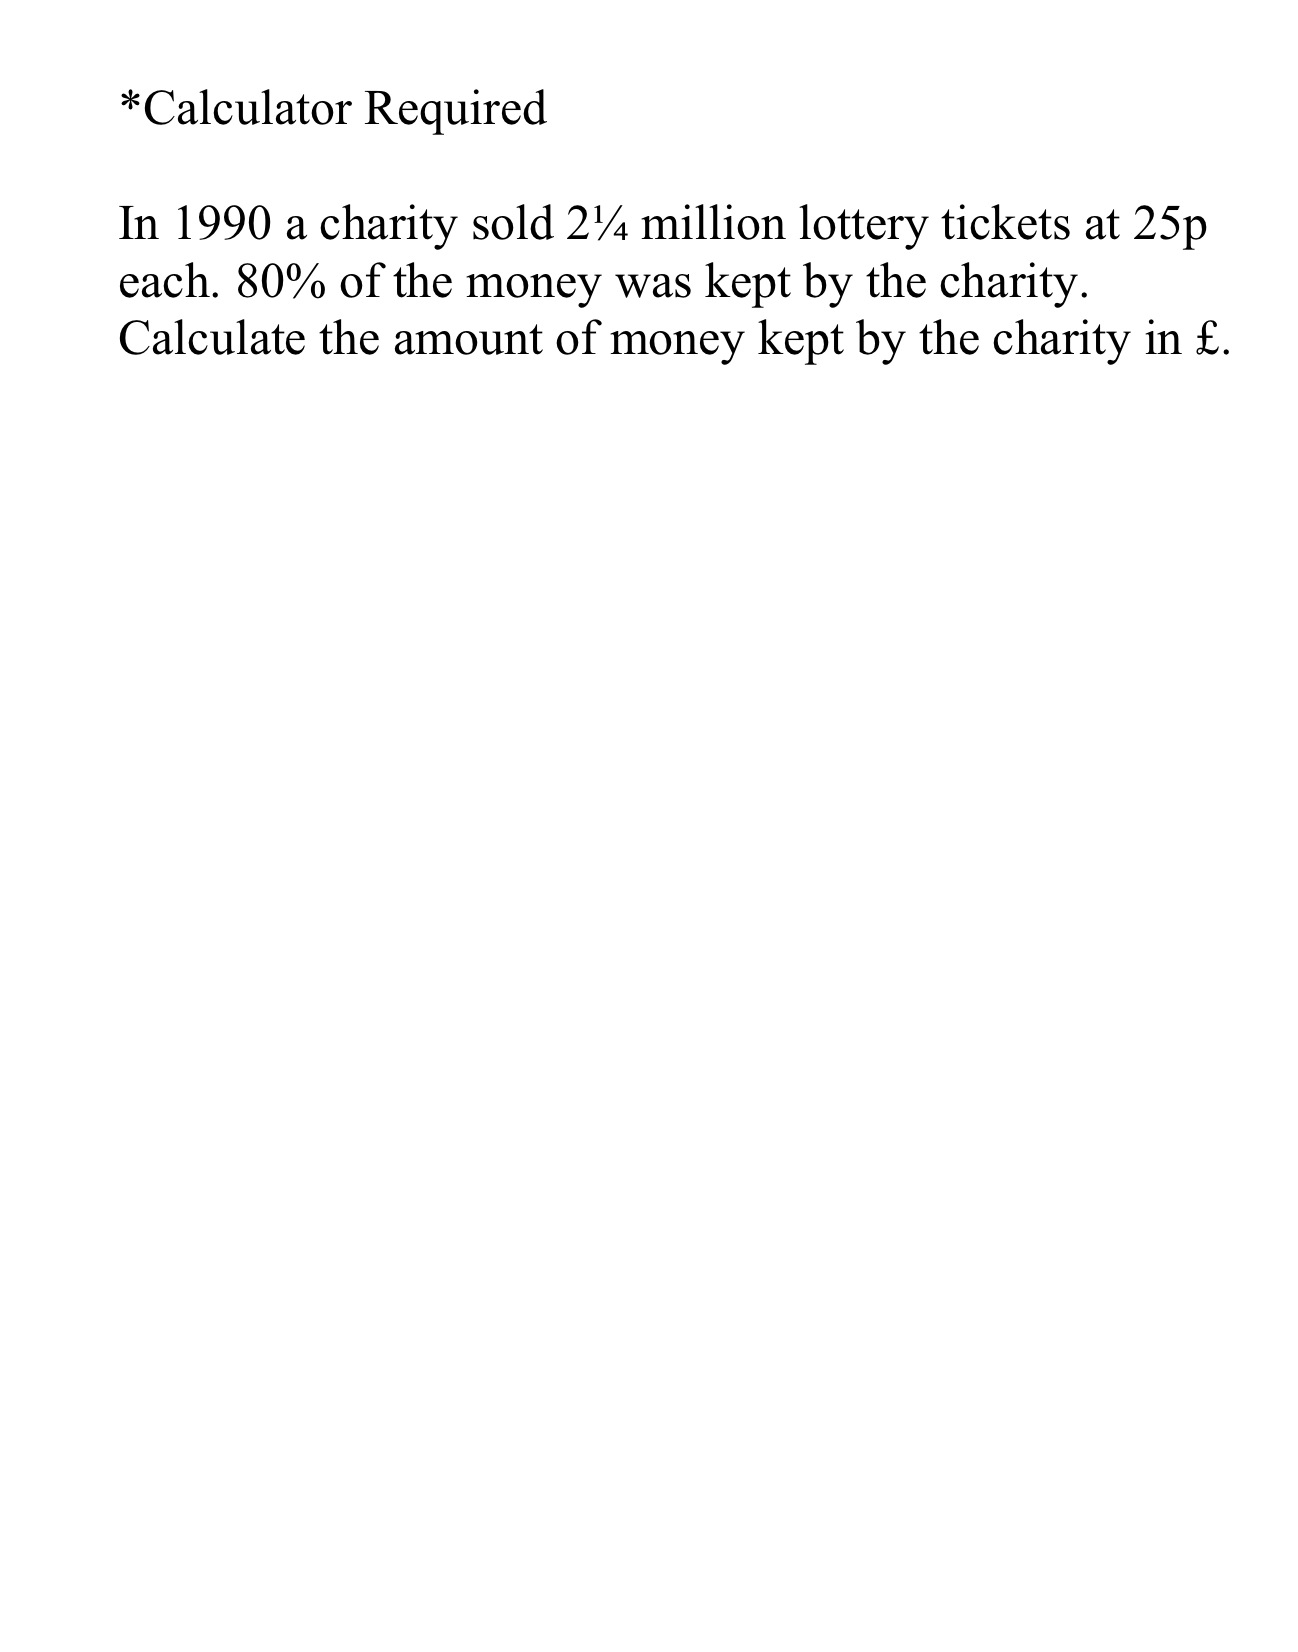 *Calculator Required
In 1990 a charity sold 2¼ million lottery tickets at 25p
each. 80% of the money was kept by the charity.
Calculate the amount of money kept by the charity in £.